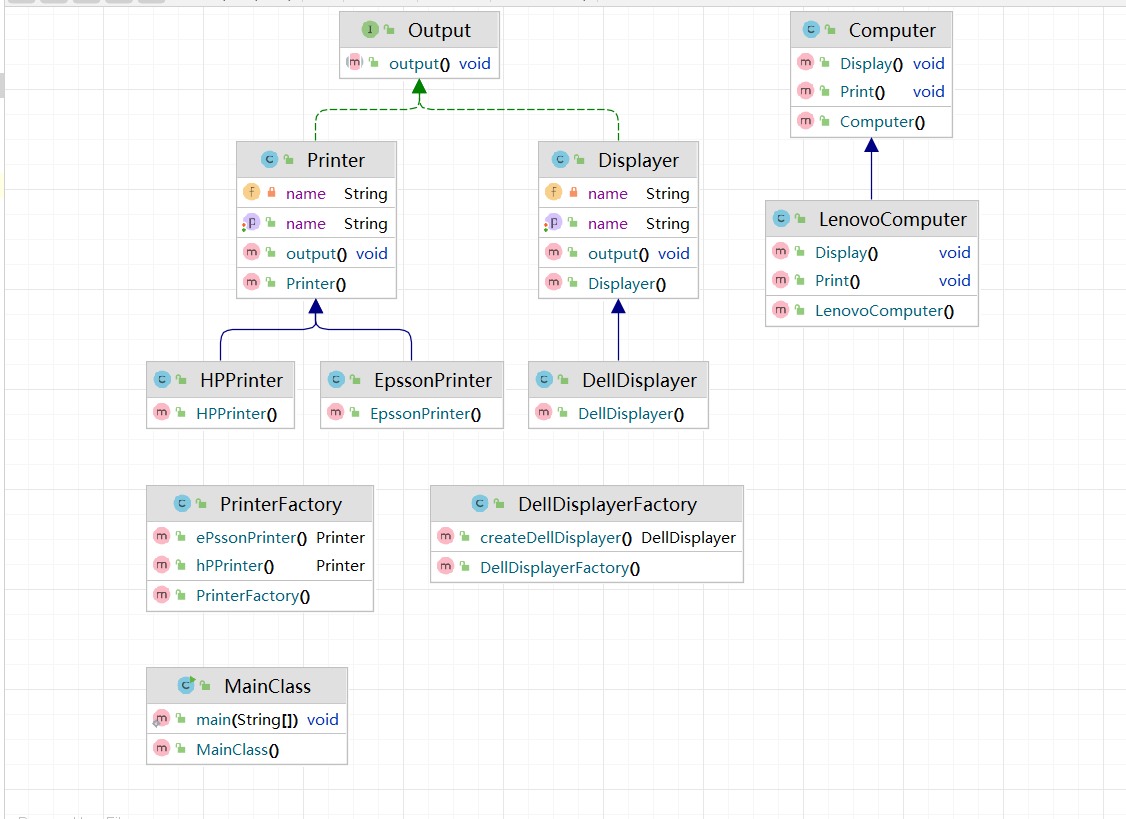 Output
output() void
Computer
Display() void
Print() void
Computer()
Printer
name String
name String
output() void
Printer()
Displayer
name String
name String
output() void
Displayer()
LenovoComputer
Display() void
Print() void
LenovoComputer()
HPPrinter
HPPrinter()
EpssonPrinter
EpssonPrinter()
DellDisplayer
DellDisplayer()
PrinterFactory
ePssonPrinter() Printer
hPPrinter() Printer
PrinterFactory()
DellDisplayerFactory
createDellDisplayer() DellDisplayer
DellDisplayerFactory()
MainClass
main(String[]) void
MainClass()